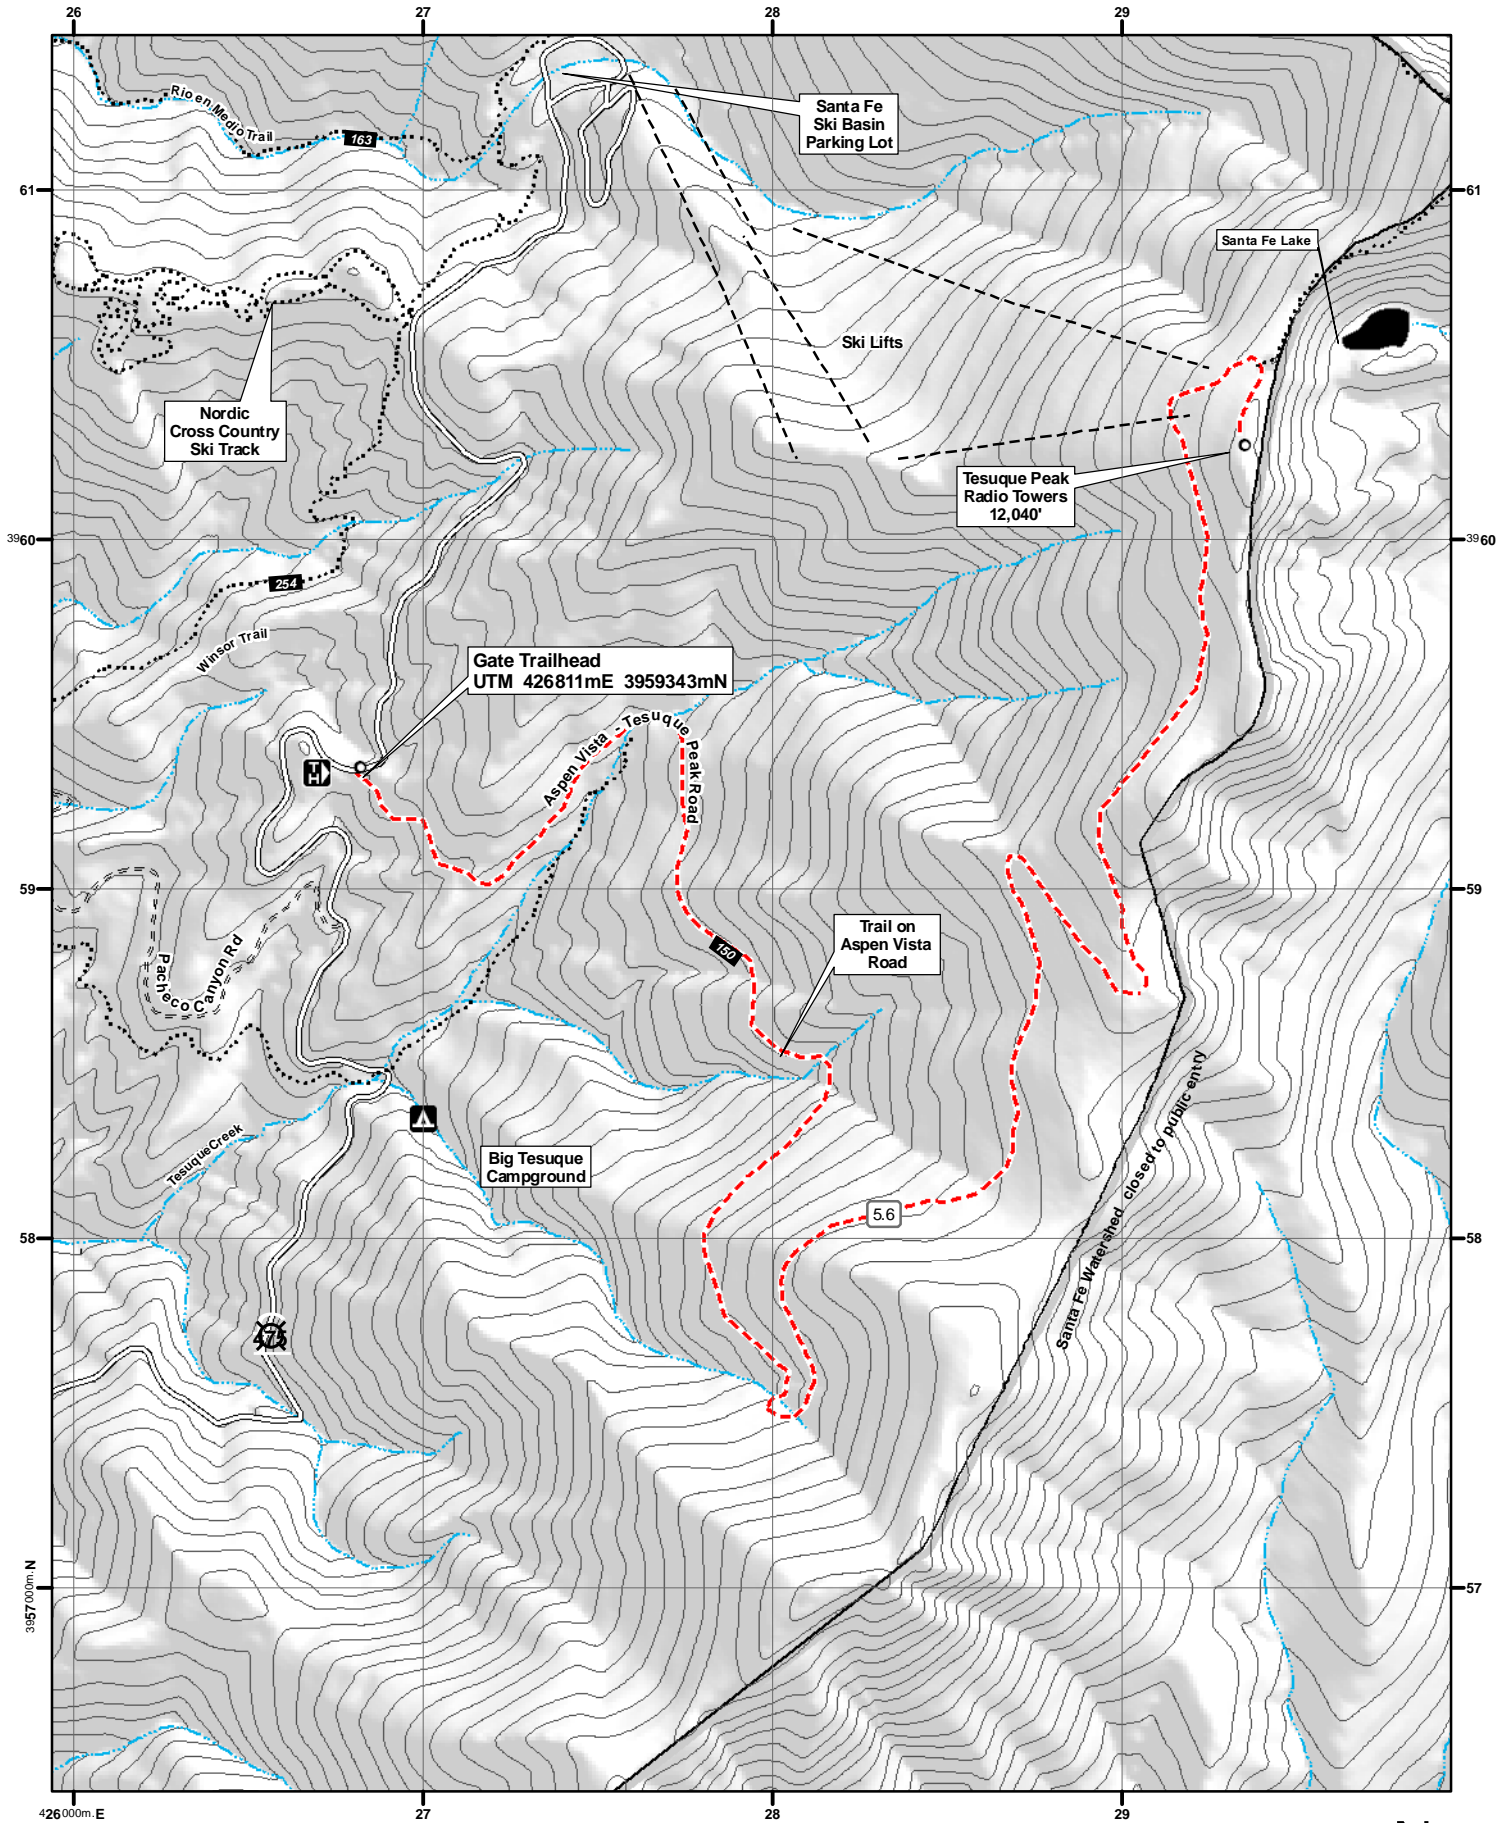 26 27 28 29
Rio en Medio Trail
163
Santa Fe
Ski Basin
Parking Lot
61 61
Santa Fe Lake
Ski Lifts
Nordic
Cross Country
Ski Track
Tesuque Peak
Radio Towers
12,040'
3960 3960
254
Winsor Trail
Gate Trailhead
UTM 426811mE 3959343mN
Aspen Vista - Tesuque Peak Road
T
H
59 59
150
Trail on
Aspen Vista
Road
Pacheco Canyon Rd
Santa Fe Watershed closed to public entry
Tesuque Creek
Big Tesuque
Campground
5.6
58 58
475
3957000m.N
57
426000m.E 27 28 29